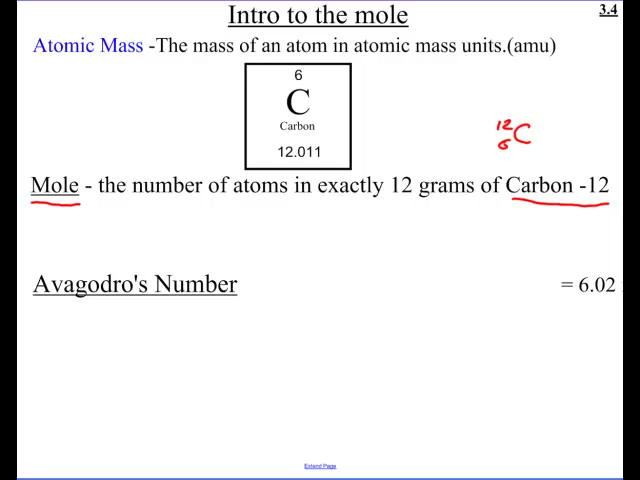 Intro to the mole
3.4
Atomic Mass -The mass of an atom in atomic mass units.(amu)
6
C
Carbon
12.011
12
6 C
Mole - the number of atoms in exactly 12 grams of Carbon -12
Avagodro's Number = 6.02
Extend Page